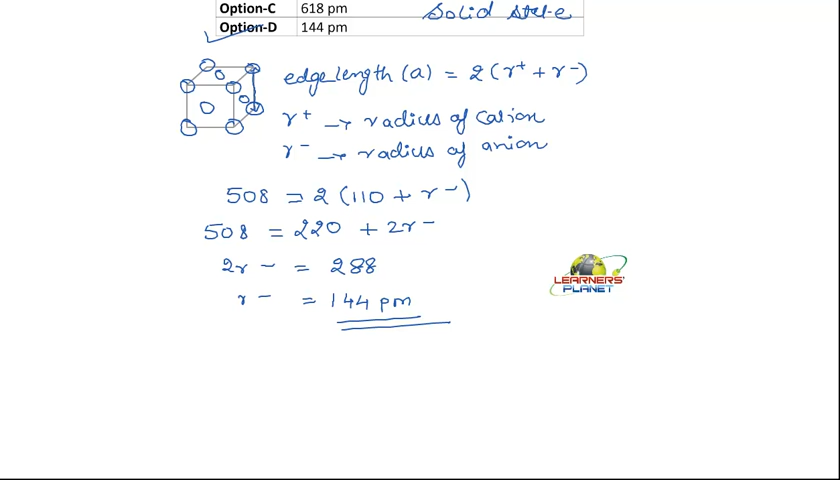 Option-C 618 pm
Solid state
Option-D 144 pm
edge length (a) = 2 (r+ + r−)
r+ → radius of cation
r− → radius of anion
508 = 2 (110 + r−)
508 = 220 + 2r−
2r− = 288
r− = 144 pm
LEARNERS'
PLANET